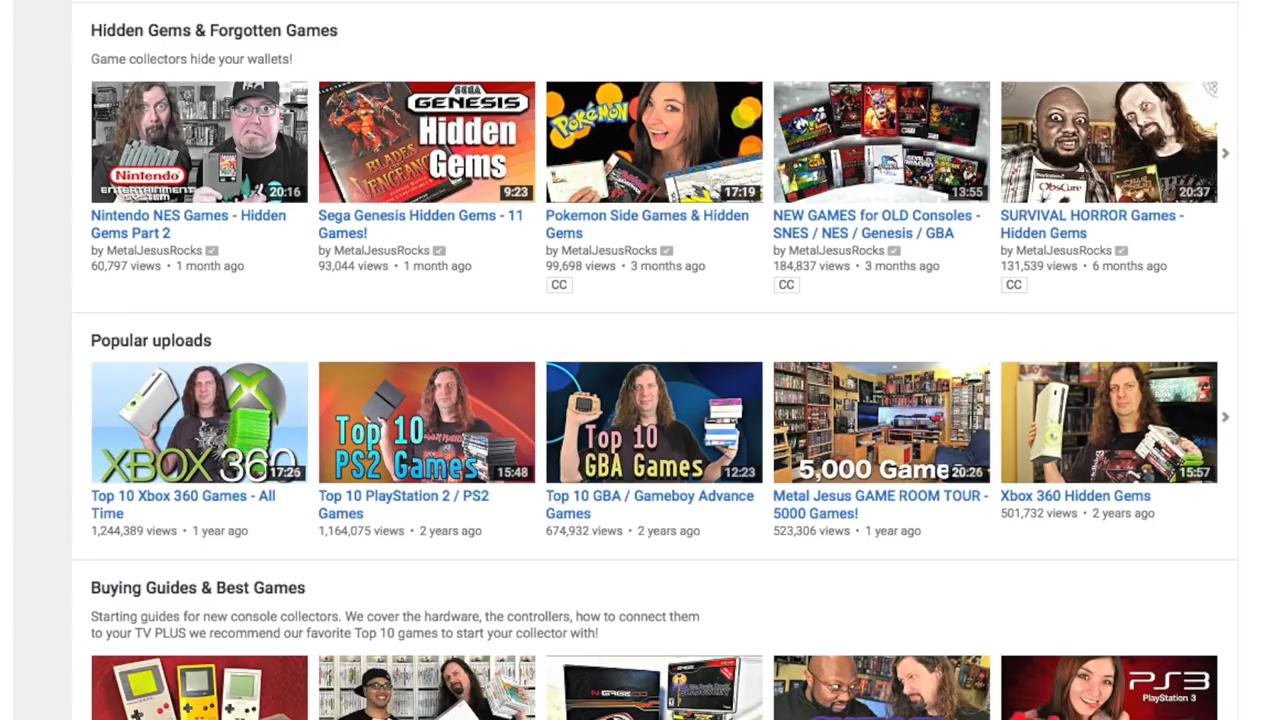 Hidden Gems & Forgotten Games
Game collectors hide your wallets!
Nintendo
ENTERTAINMENT
20:16
SEGA
GENESIS
Hidden
Gems
BLADES
VENGEANCE
9:23
Pokémon
17:19
13:55
ObsCure
20:37
Nintendo NES Games - Hidden
Gems Part 2
by MetalJesusRocks
60,797 views • 1 month ago
Sega Genesis Hidden Gems - 11
Games!
by MetalJesusRocks
93,044 views • 1 month ago
Pokemon Side Games & Hidden
Gems
by MetalJesusRocks
99,698 views • 3 months ago
CC
NEW GAMES for OLD Consoles -
SNES / NES / Genesis / GBA
by MetalJesusRocks
184,837 views • 3 months ago
CC
SURVIVAL HORROR Games -
Hidden Gems
by MetalJesusRocks
131,539 views • 6 months ago
CC
Popular uploads
XBOX 360
17:26
Top 10
PS2 Games
15:48
Top 10
GBA Games
12:23
5,000 Game
20:26
15:57
Top 10 Xbox 360 Games - All
Time
1,244,389 views • 1 year ago
Top 10 PlayStation 2 / PS2
Games
1,164,075 views • 2 years ago
Top 10 GBA / Gameboy Advance
Games
674,932 views • 2 years ago
Metal Jesus GAME ROOM TOUR -
5000 Games!
523,306 views • 1 year ago
Xbox 360 Hidden Gems
501,732 views • 2 years ago
Buying Guides & Best Games
Starting guides for new console collectors. We cover the hardware, the controllers, how to connect them
to your TV PLUS we recommend our favorite Top 10 games to start your collector with!
N-GAGE QD
PS3
PlayStation 3